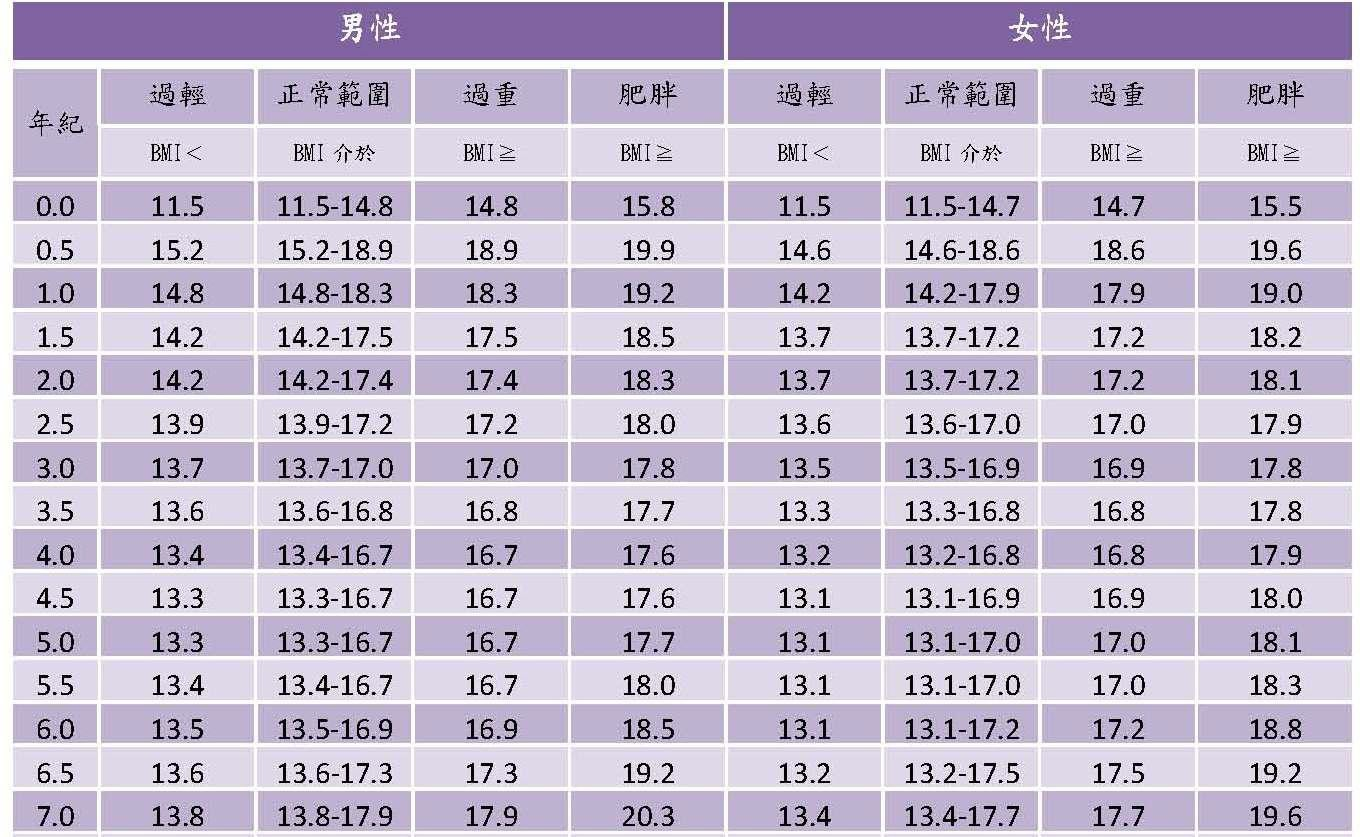 男性 女性
年紀 過輕 正常範圍 過重 肥胖 過輕 正常範圍 過重 肥胖
BMI＜ BMI 介於 BMI≧ BMI≧ BMI＜ BMI 介於 BMI≧ BMI≧
0.0 11.5 11.5-14.8 14.8 15.8 11.5 11.5-14.7 14.7 15.5
0.5 15.2 15.2-18.9 18.9 19.9 14.6 14.6-18.6 18.6 19.6
1.0 14.8 14.8-18.3 18.3 19.2 14.2 14.2-17.9 17.9 19.0
1.5 14.2 14.2-17.5 17.5 18.5 13.7 13.7-17.2 17.2 18.2
2.0 14.2 14.2-17.4 17.4 18.3 13.7 13.7-17.2 17.2 18.1
2.5 13.9 13.9-17.2 17.2 18.0 13.6 13.6-17.0 17.0 17.9
3.0 13.7 13.7-17.0 17.0 17.8 13.5 13.5-16.9 16.9 17.8
3.5 13.6 13.6-16.8 16.8 17.7 13.3 13.3-16.8 16.8 17.8
4.0 13.4 13.4-16.7 16.7 17.6 13.2 13.2-16.8 16.8 17.9
4.5 13.3 13.3-16.7 16.7 17.6 13.1 13.1-16.9 16.9 18.0
5.0 13.3 13.3-16.7 16.7 17.7 13.1 13.1-17.0 17.0 18.1
5.5 13.4 13.4-16.7 16.7 18.0 13.1 13.1-17.0 17.0 18.3
6.0 13.5 13.5-16.9 16.9 18.5 13.1 13.1-17.2 17.2 18.8
6.5 13.6 13.6-17.3 17.3 19.2 13.2 13.2-17.5 17.5 19.2
7.0 13.8 13.8-17.9 17.9 20.3 13.4 13.4-17.7 17.7 19.6